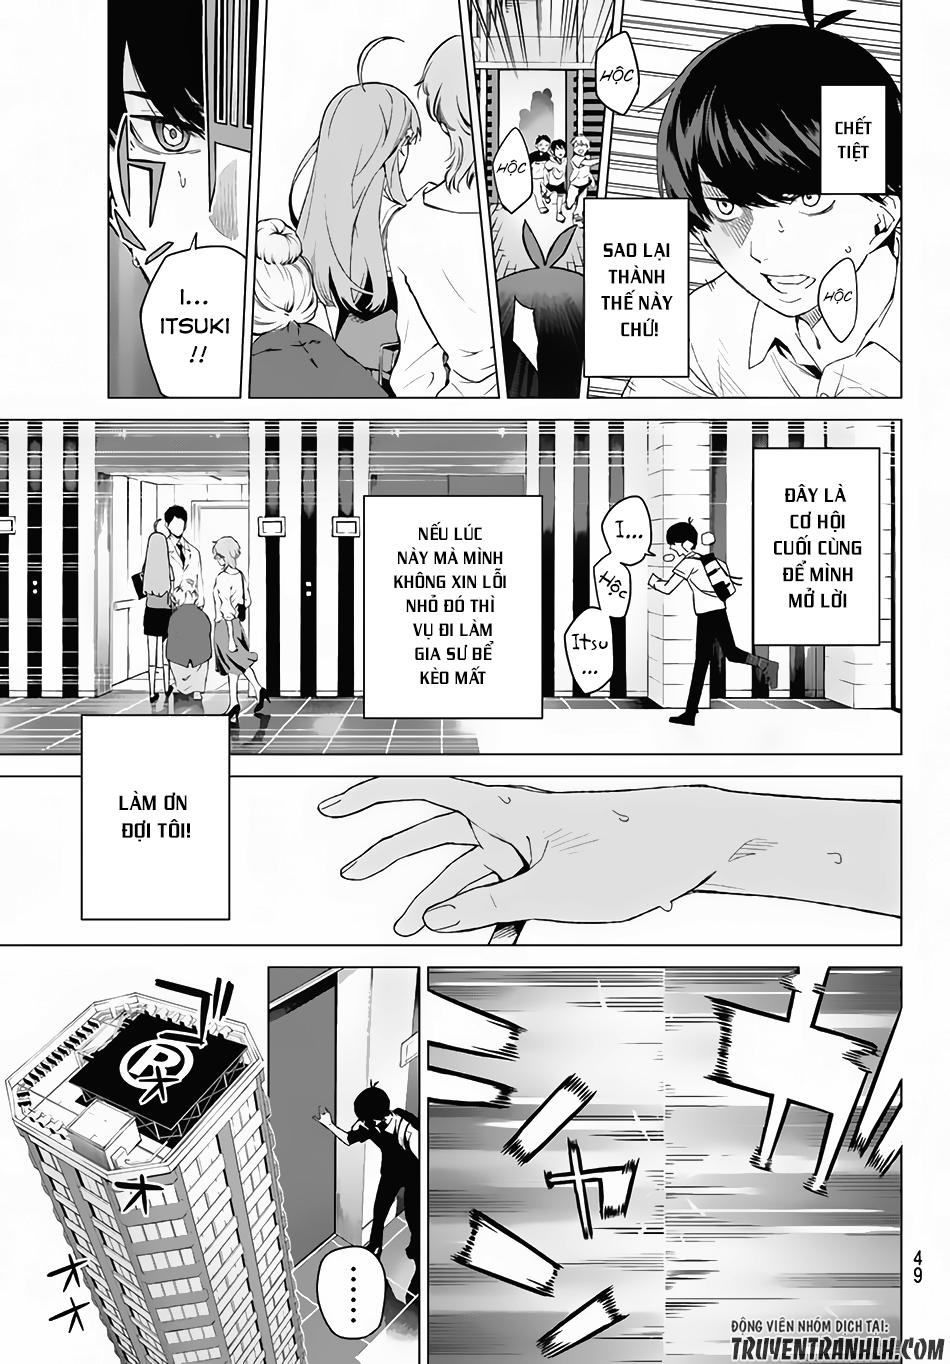 CHẾT
TIỆT
HỘC
HỘC
HỘC
SAO LẠI
THÀNH
THẾ NÀY
CHỨ!
I...
ITSUKI
!!
ĐÂY LÀ
CƠ HỘI
CUỐI CÙNG
ĐỂ MÌNH
MỞ LỜI
I...
HỘC
Itsu
...
NẾU LÚC
NÀY MÀ MÌNH
KHÔNG XIN LỖI
NHỎ ĐÓ THÌ
VỤ ĐI LÀM
GIA SƯ BỂ
KÈO MẤT
LÀM ƠN
ĐỢI TÔI!
......
R
49
ĐỘNG VIÊN NHÓM DỊCH TẠI:
TRUYENTRANHLH.COM